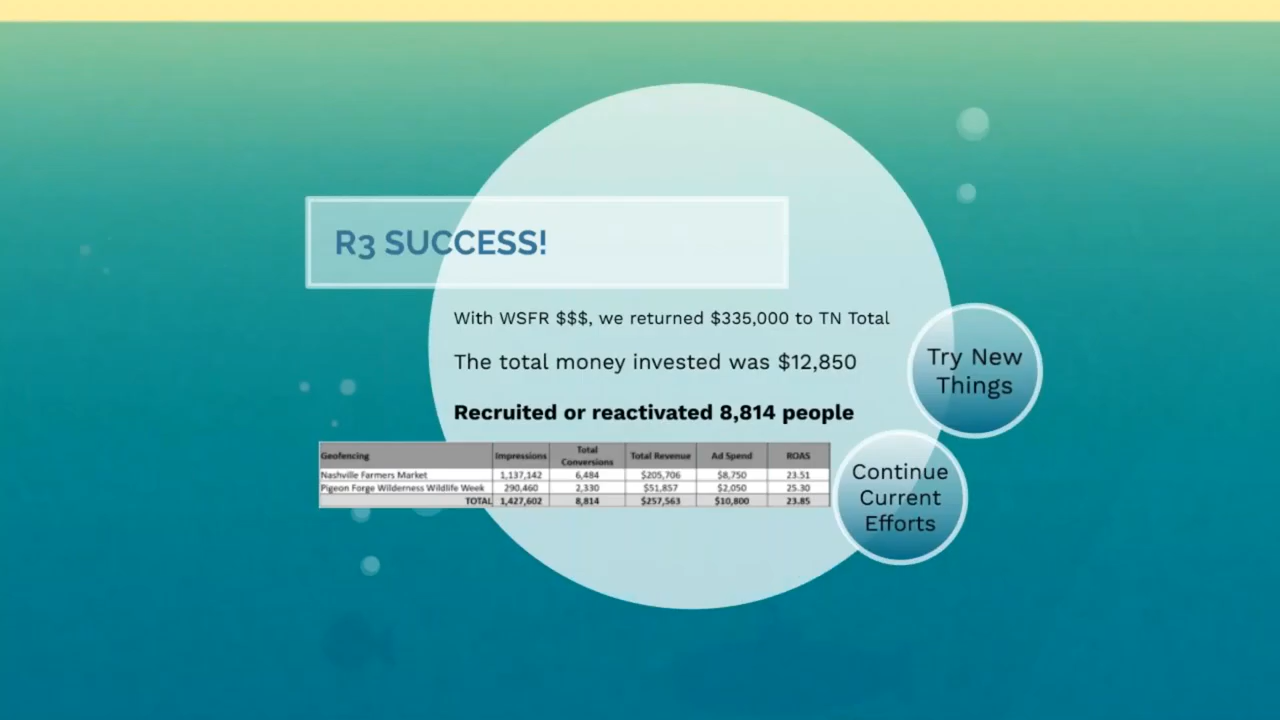 R3 SUCCESS!
With WSFR $$$, we returned $335,000 to TN Total
The total money invested was $12,850
Recruited or reactivated 8,814 people
Geofencing Impressions Total Conversions Total Revenue Ad Spend ROAS
Nashville Farmers Market 1,137,142 6,484 $205,706 $8,750 23.51
Pigeon Forge Wilderness Wildlife Week 290,460 2,330 $51,857 $2,050 25.30
TOTAL 1,427,602 8,814 $257,563 $10,800 23.85
Try New
Things
Continue
Current
Efforts